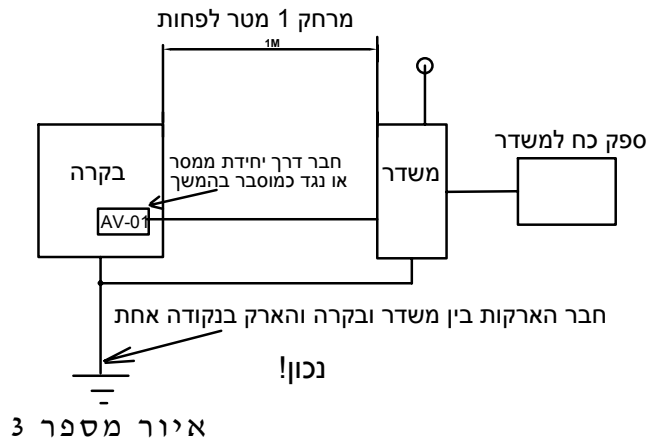 מרחק 1 מטר לפחות
1M
ספק כח למשדר
חבר דרך יחידת ממסר
או נגד כמוסבר בהמשך
בקרה
משדר
AV-01
חבר הארקות בין משדר ובקרה והארק בנקודה אחת
נכון!
איור מספר 3